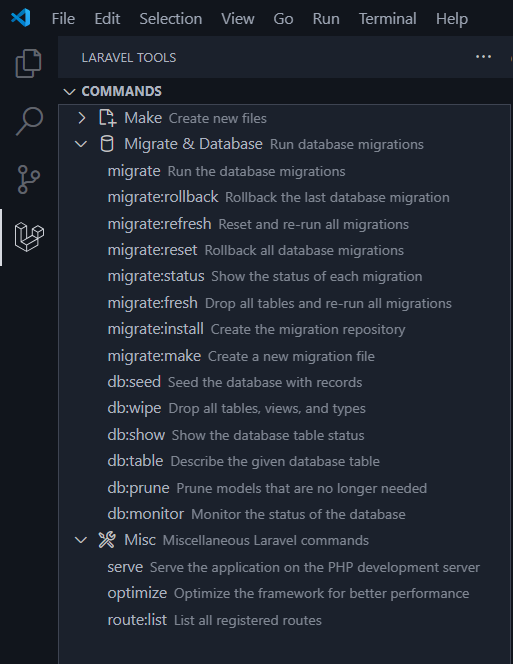 File Edit Selection View Go Run Terminal Help
LARAVEL TOOLS
COMMANDS
Make Create new files
Migrate & Database Run database migrations
migrate Run the database migrations
migrate:rollback Rollback the last database migration
migrate:refresh Reset and re-run all migrations
migrate:reset Rollback all database migrations
migrate:status Show the status of each migration
migrate:fresh Drop all tables and re-run all migrations
migrate:install Create the migration repository
migrate:make Create a new migration file
db:seed Seed the database with records
db:wipe Drop all tables, views, and types
db:show Show the database table status
db:table Describe the given database table
db:prune Prune models that are no longer needed
db:monitor Monitor the status of the database
Misc Miscellaneous Laravel commands
serve Serve the application on the PHP development server
optimize Optimize the framework for better performance
route:list List all registered routes